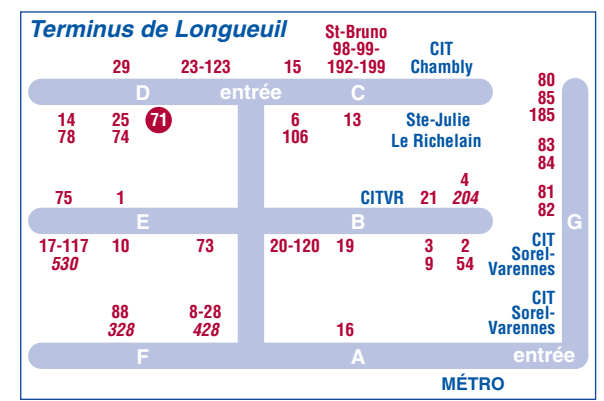 Terminus de Longueuil
St-Bruno
98-99-
192-199
CIT
Chambly
29
23-123
15
D
entrée
C
80
85
185
14
78
25
74
71
6
106
13
Ste-Julie
Le Richelain
83
84
75
1
CITVR
21
4
204
81
82
E
B
G
17-117
530
10
73
20-120
19
3
9
2
54
CIT
Sorel-
Varennes
88
328
8-28
428
16
CIT
Sorel-
Varennes
F
A
entrée
MÉTRO